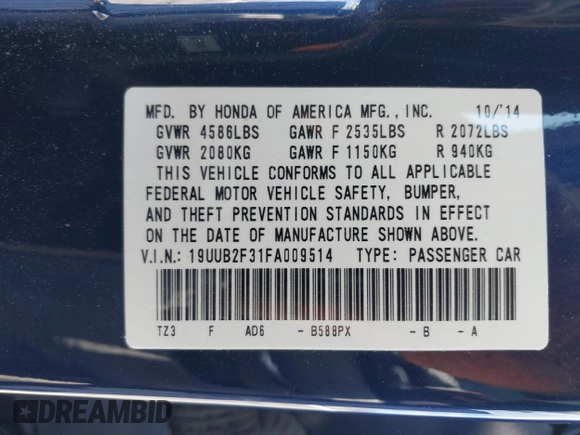 MFD. BY HONDA OF AMERICA MFG., INC. 10/'14
GVWR 4586LBS GAWR F 2535LBS R 2072LBS
GVWR 2080KG GAWR F 1150KG R 940KG
THIS VEHICLE CONFORMS TO ALL APPLICABLE
FEDERAL MOTOR VEHICLE SAFETY, BUMPER,
AND THEFT PREVENTION STANDARDS IN EFFECT
ON THE DATE OF MANUFACTURE SHOWN ABOVE.
V.I.N.: 19UUB2F31FA009514 TYPE: PASSENGER CAR
TZ3 F AD6 - B588PX - B - A
DREAMBID